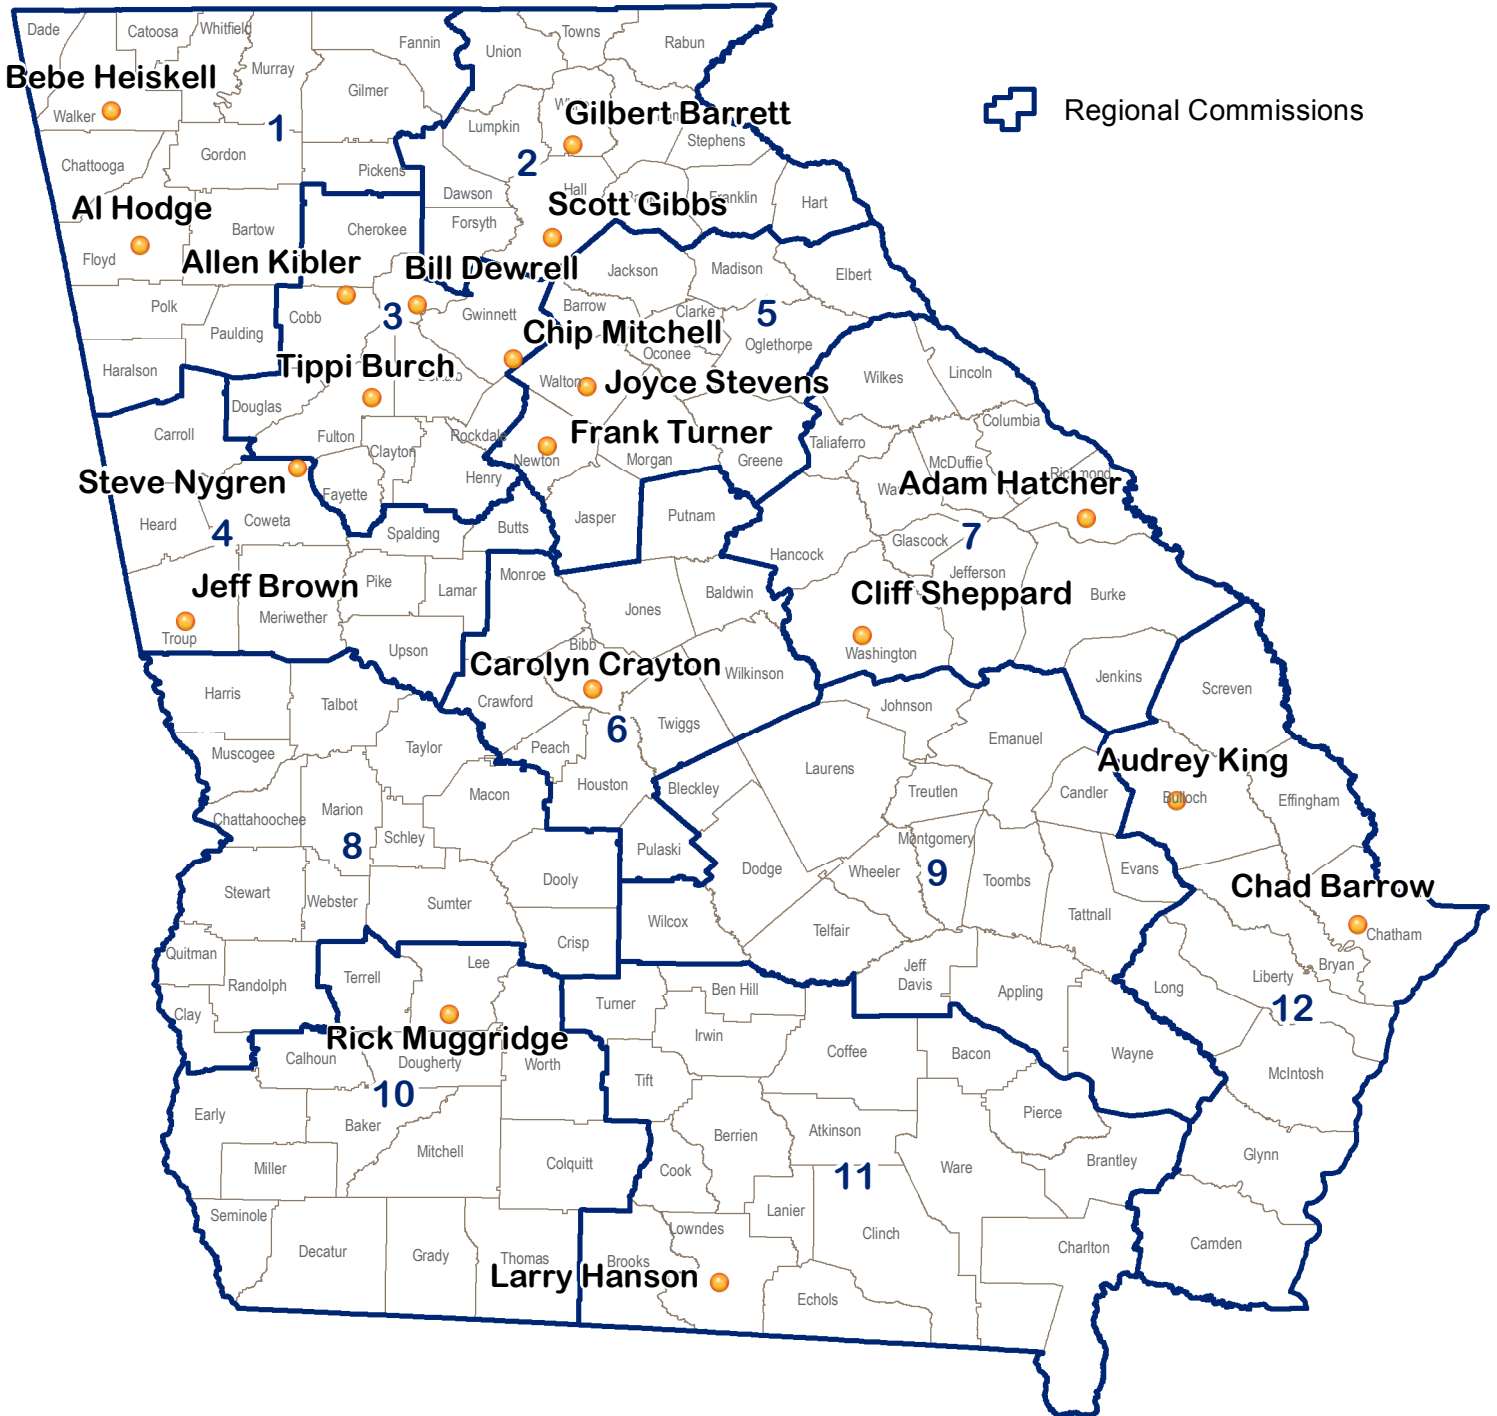 Dade
Catoosa
Whitfield
Fannin
Union
Towns
Rabun
Murray
Gilmer
Bebe Heiskell
Walker
1
Lumpkin
Gilbert Barrett
Regional Commissions
Stephens
Chattooga
Gordon
Pickens
2
Dawson
Hall
Franklin
Hart
Al Hodge
Scott Gibbs
Bartow
Cherokee
Forsyth
Floyd
Allen Kibler
Bill Dewrell
Jackson
Madison
Elbert
Polk
Paulding
Cobb
3
Gwinnett
Barrow
Clarke
5
Chip Mitchell
Oconee
Oglethorpe
Haralson
Tippi Burch
Walton
Joyce Stevens
Wilkes
Lincoln
Douglas
Carroll
Fulton
Clayton
Rockdale
Newton
Frank Turner
Morgan
Greene
Taliaferro
Columbia
McDuffie
Richmond
Steve Nygren
Fayette
Henry
Adam Hatcher
Heard
4
Coweta
Spalding
Butts
Jasper
Putnam
Hancock
Glascock
7
Jefferson
Jeff Brown
Pike
Lamar
Monroe
Jones
Baldwin
Cliff Sheppard
Burke
Troup
Meriwether
Upson
Bibb
Washington
Carolyn Crayton
Wilkinson
Jenkins
Screven
Harris
Talbot
Crawford
6
Twiggs
Johnson
Muscogee
Taylor
Peach
Houston
Bleckley
Laurens
Emanuel
Audrey King
Macon
Treutlen
Candler
Bulloch
Effingham
Chattahoochee
Marion
8
Schley
Pulaski
Montgomery
Dodge
Wheeler
9
Toombs
Evans
Stewart
Webster
Sumter
Dooly
Chad Barrow
Wilcox
Telfair
Tattnall
Chatham
Quitman
Randolph
Terrell
Lee
Crisp
Jeff
Davis
Appling
Long
Liberty
Bryan
12
Clay
Turner
Ben Hill
Irwin
Rick Muggridge
Calhoun
Dougherty
Worth
Tift
Coffee
Bacon
Wayne
McIntosh
10
Early
Baker
Mitchell
Berrien
Atkinson
Pierce
Miller
Colquitt
Cook
11
Ware
Brantley
Glynn
Seminole
Decatur
Grady
Thomas
Brooks
Lowndes
Lanier
Clinch
Charlton
Camden
Larry Hanson
Echols